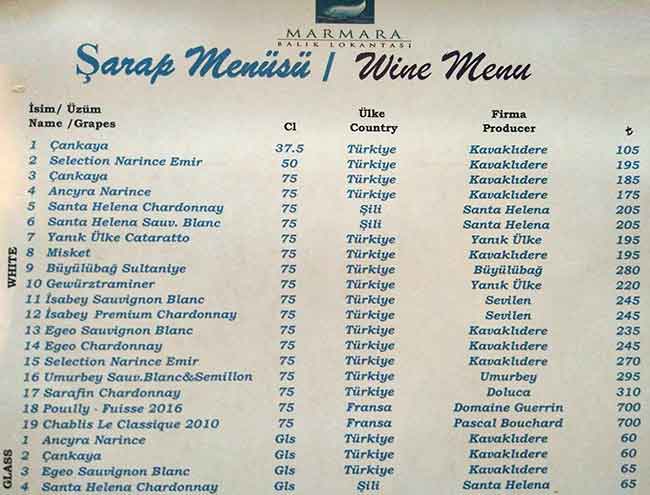 MARMARA
BALIK LOKANTASI
Şarap Menüsü / Wine Menu
İsim/ Üzüm Ülke Firma
Name /Grapes Cl Country Producer ₺
WHITE
1 Çankaya 37.5 Türkiye Kavaklıdere 105
2 Selection Narince Emir 50 Türkiye Kavaklıdere 195
3 Çankaya 75 Türkiye Kavaklıdere 185
4 Ancyra Narince 75 Türkiye Kavaklıdere 175
5 Santa Helena Chardonnay 75 Şili Santa Helena 205
6 Santa Helena Sauv. Blanc 75 Şili Santa Helena 205
7 Yanık Ülke Cataratto 75 Türkiye Yanık Ülke 195
8 Misket 75 Türkiye Kavaklıdere 195
9 Büyülübağ Sultaniye 75 Türkiye Büyülübağ 280
10 Gewürztraminer 75 Türkiye Yanık Ülke 220
11 İsabey Sauvignon Blanc 75 Türkiye Sevilen 245
12 İsabey Premium Chardonnay 75 Türkiye Sevilen 245
13 Egeo Sauvignon Blanc 75 Türkiye Kavaklıdere 235
14 Egeo Chardonnay 75 Türkiye Kavaklıdere 245
15 Selection Narince Emir 75 Türkiye Kavaklıdere 270
16 Umurbey Sauv.Blanc&Semillon 75 Türkiye Umurbey 295
17 Sarafin Chardonnay 75 Türkiye Doluca 310
18 Pouilly - Fuisse 2016 75 Fransa Domaine Guerrin 700
19 Chablis Le Classique 2010 75 Fransa Pascal Bouchard 700
GLASS
1 Ancyra Narince Gls Türkiye Kavaklıdere 60
2 Çankaya Gls Türkiye Kavaklıdere 60
3 Egeo Sauvignon Blanc Gls Türkiye Kavaklıdere 65
4 Santa Helena Chardonnay Gls Şili Santa Helena 65